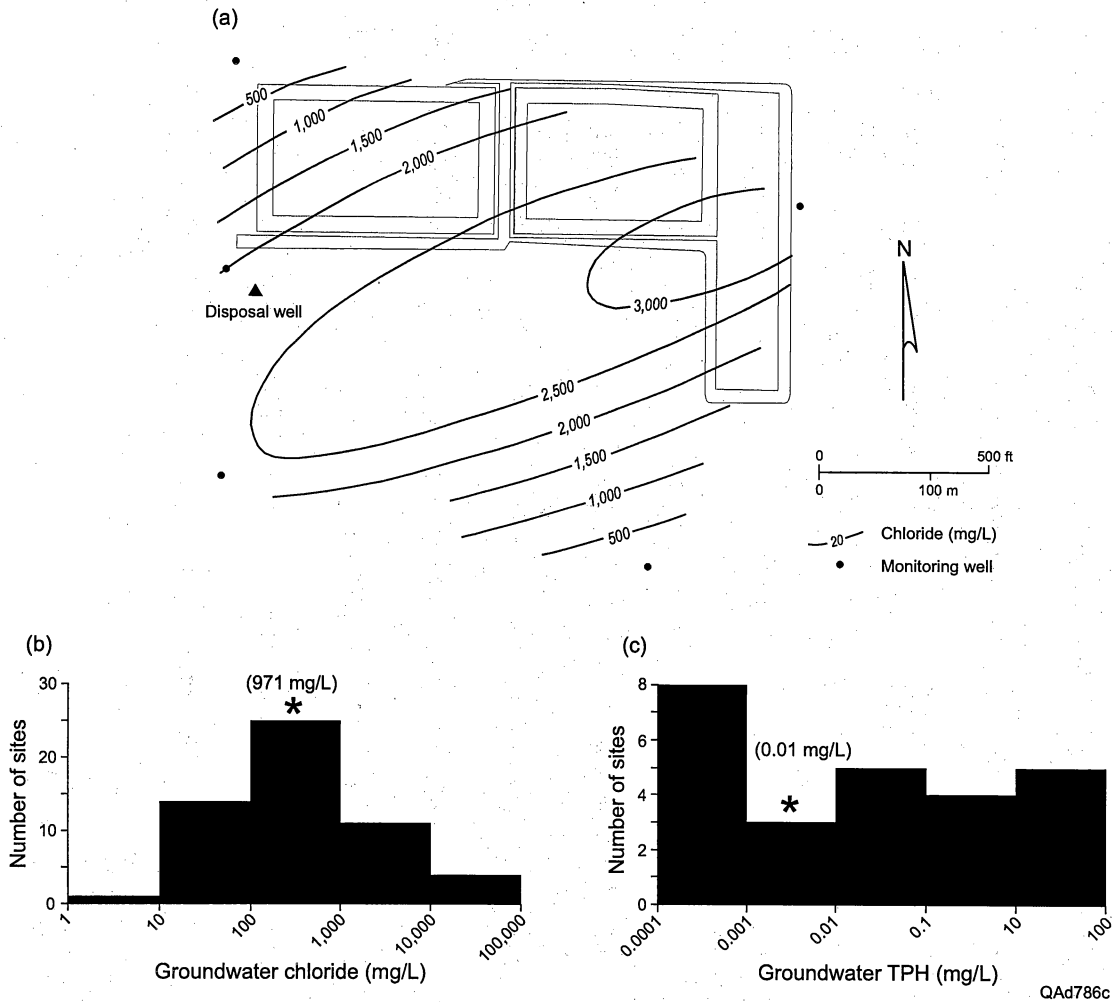 (a)
500
1,000
1,500
2,000
3,000
Disposal well
2,500
2,000
1,500
1,000
500
N
0 500 ft
0 100 m
20 Chloride (mg/L)
Monitoring well
(b)
(971 mg/L)
*
30
20
10
0
Number of sites
1 10 100 1,000 10,000 100,000
Groundwater chloride (mg/L)
(c)
(0.01 mg/L)
*
8
6
4
2
0
Number of sites
0.0001 0.001 0.01 0.1 10 100
Groundwater TPH (mg/L)
QAd786c